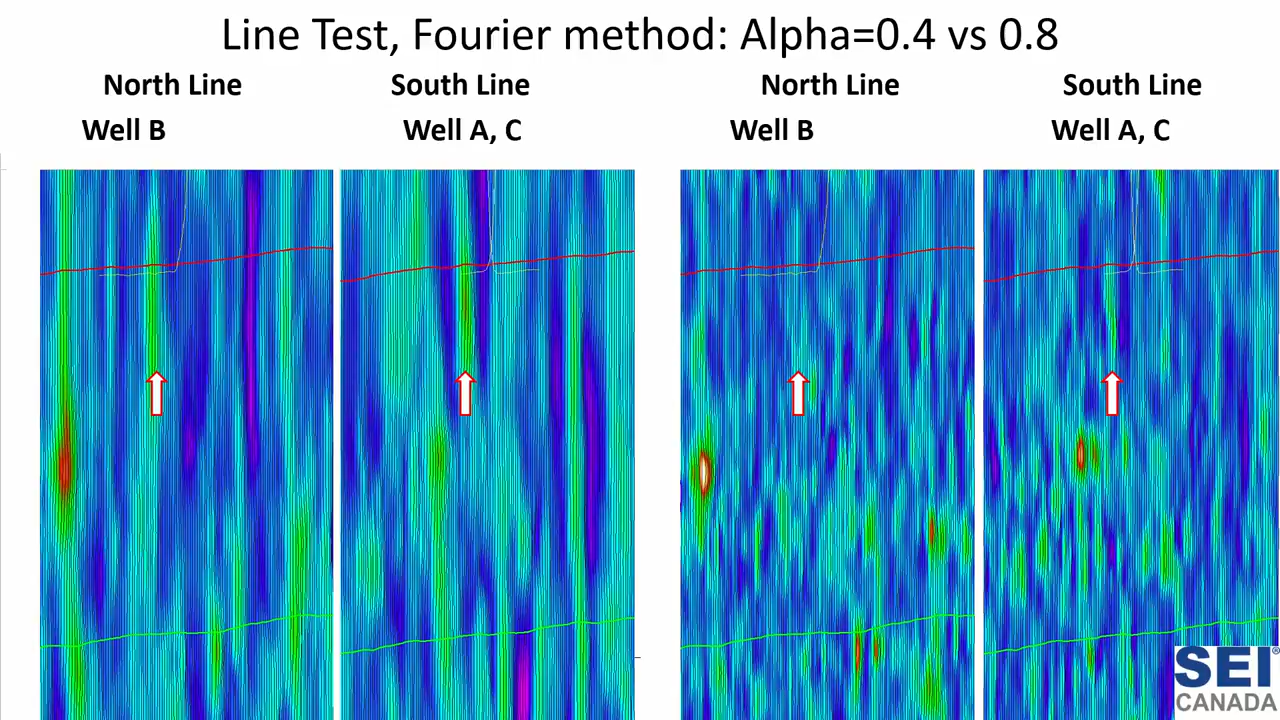 Line Test, Fourier method: Alpha=0.4 vs 0.8
North Line South Line North Line South Line
Well B Well A, C Well B Well A, C
SEI®
CANADA